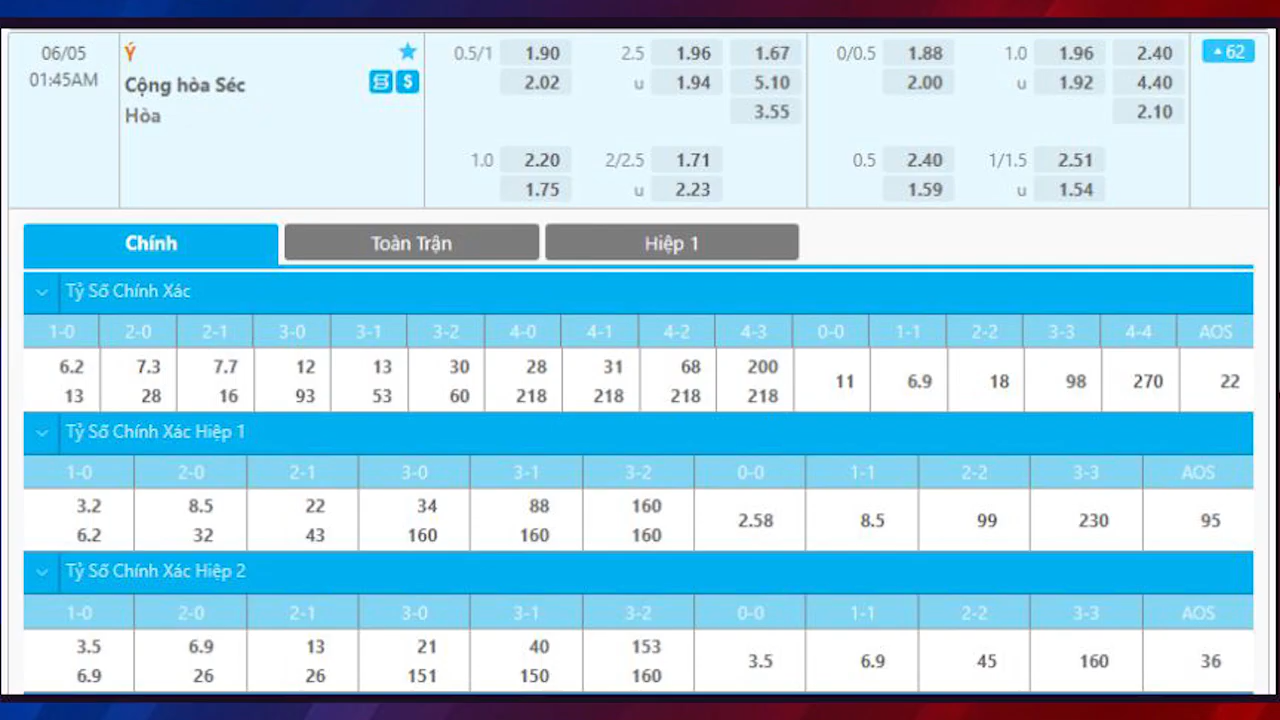 06/05 Ý 0.5/1 1.90 2.5 1.96 1.67 0/0.5 1.88 1.0 1.96 2.40 62
01:45AM Cộng hòa Séc S S 2.02 u 1.94 5.10 2.00 u 1.92 4.40
Hòa 3.55 2.10
1.0 2.20 2/2.5 1.71 0.5 2.40 1/1.5 2.51
1.75 u 2.23 1.59 u 1.54
Chính Toàn Trận Hiệp 1
Tỷ Số Chính Xác
1-0 2-0 2-1 3-0 3-1 3-2 4-0 4-1 4-2 4-3 0-0 1-1 2-2 3-3 4-4 AOS
6.2 7.3 7.7 12 13 30 28 31 68 200
11 6.9 18 98 270 22
13 28 16 93 53 60 218 218 218 218
Tỷ Số Chính Xác Hiệp 1
1-0 2-0 2-1 3-0 3-1 3-2 0-0 1-1 2-2 3-3 AOS
3.2 8.5 22 34 88 160
2.58 8.5 99 230 95
6.2 32 43 160 160 160
Tỷ Số Chính Xác Hiệp 2
1-0 2-0 2-1 3-0 3-1 3-2 0-0 1-1 2-2 3-3 AOS
3.5 6.9 13 21 40 153
3.5 6.9 45 160 36
6.9 26 26 151 150 160